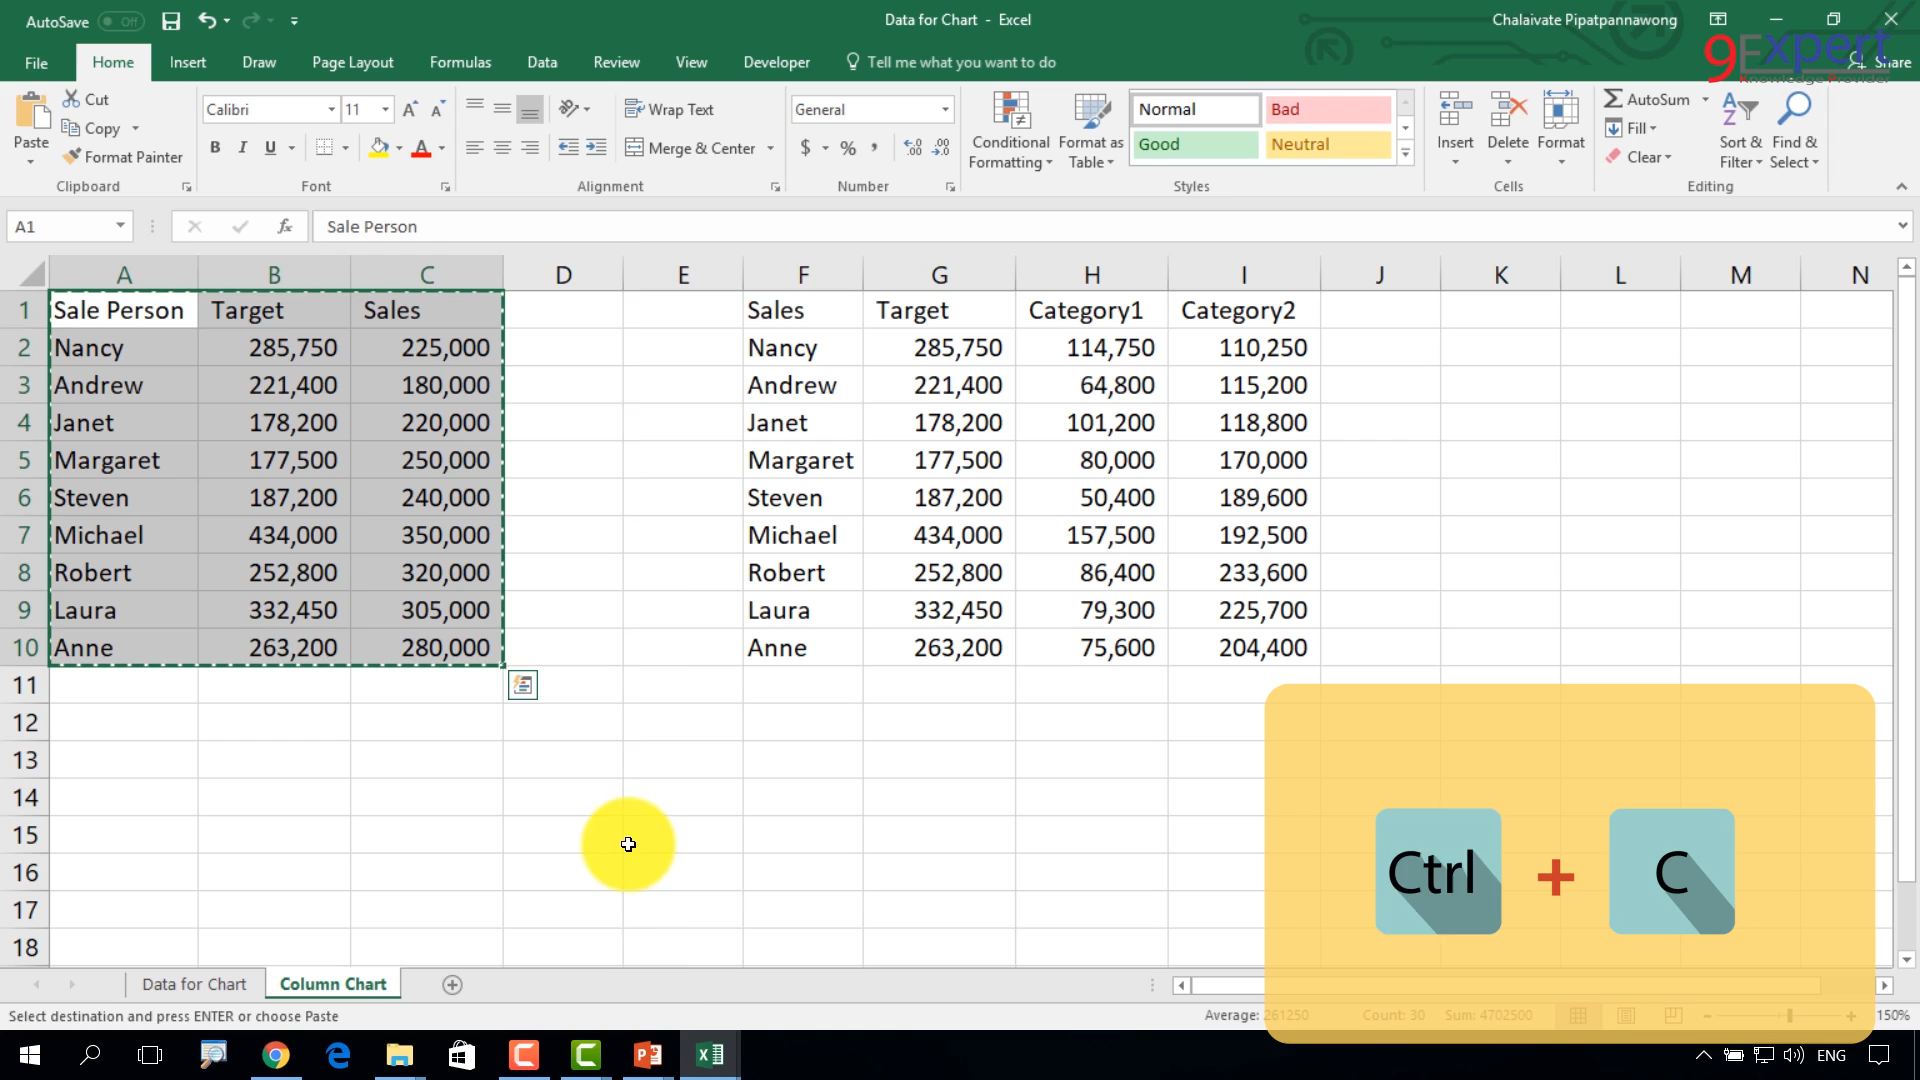 AutoSave Off
Data for Chart - Excel
Chalaivate Pipatpannawong
9Expert
Knowledge Provider
File Home Insert Draw Page Layout Formulas Data Review View Developer Tell me what you want to do Share
Cut
Copy
Format Painter
Paste
Clipboard
Calibri 11
B I U
Font
Wrap Text
Merge & Center
Alignment
General
$ % ,
Number
Conditional Formatting
Format as Table
Normal Bad
Good Neutral
Styles
Insert Delete Format
Cells
AutoSum
Fill
Clear
Sort & Filter
Find & Select
Editing
A1 fx Sale Person
A B C D E F G H I J K L M N
1 Sale Person Target Sales Sales Target Category1 Category2
2 Nancy 285,750 225,000 Nancy 285,750 114,750 110,250
3 Andrew 221,400 180,000 Andrew 221,400 64,800 115,200
4 Janet 178,200 220,000 Janet 178,200 101,200 118,800
5 Margaret 177,500 250,000 Margaret 177,500 80,000 170,000
6 Steven 187,200 240,000 Steven 187,200 50,400 189,600
7 Michael 434,000 350,000 Michael 434,000 157,500 192,500
8 Robert 252,800 320,000 Robert 252,800 86,400 233,600
9 Laura 332,450 305,000 Laura 332,450 79,300 225,700
10 Anne 263,200 280,000 Anne 263,200 75,600 204,400
11
12
13
14
15
16
17
18
Ctrl + C
Data for Chart Column Chart
Select destination and press ENTER or choose Paste Average: 261250 Count: 30 Sum: 4702500 150%
ENG